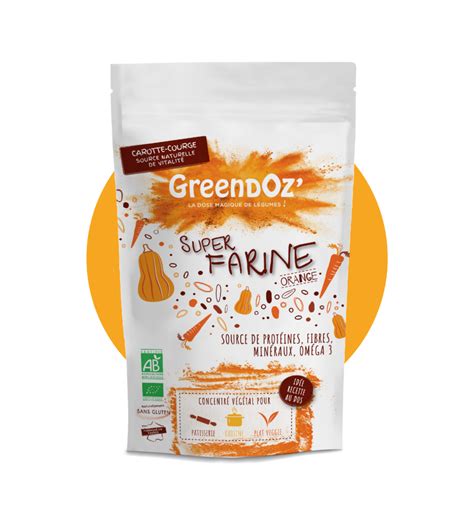 CAROTTE-COURGE
SOURCE NATURELLE
DE VITALITÉ
GREENDOZ'
LA DOSE MAGIQUE DE LÉGUMES !
SUPER
FARINE
ORANGE
SOURCE DE PROTÉINES, FIBRES,
MINÉRAUX, OMÉGA 3
AB
IDÉE
RECETTE
AU DOS
SANS GLUTEN
CONCENTRÉ VÉGÉTAL POUR
PATISSERIE
CUISINE
PLAT VEGGIE